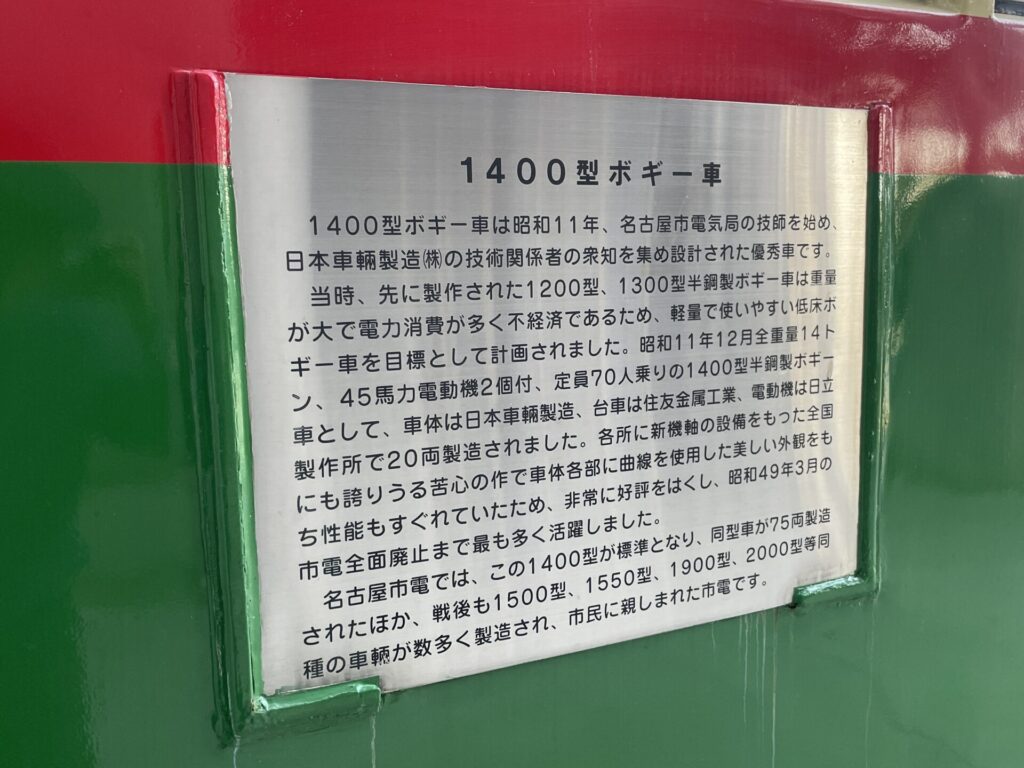 1400型ボギー車
1400型ボギー車は昭和11年、名古屋市電気局の技師を始め、
日本車輛製造㈱の技術関係者の衆知を集め設計された優秀車です。
当時、先に製作された1200型、1300型半鋼製ボギー車は重量
が大で電力消費が多く不経済であるため、軽量で使いやすい低床ボ
ギー車を目標として計画されました。昭和11年12月全重量14ト
ン、45馬力電動機2個付、定員70人乗りの1400型半鋼製ボギー
車として、車体は日本車輛製造、台車は住友金属工業、電動機は日立
製作所で20両製造されました。各所に新機軸の設備をもった全国
にも誇りうる苦心の作で車体各部に曲線を使用した美しい外観をも
ち性能もすぐれていたため、非常に好評をはくし、昭和49年3月の
市電全面廃止まで最も多く活躍しました。
名古屋市電では、この1400型が標準となり、同型車が75両製造
されたほか、戦後も1500型、1550型、1900型、2000型等同
種の車輛が数多く製造され、市民に親しまれた市電です。